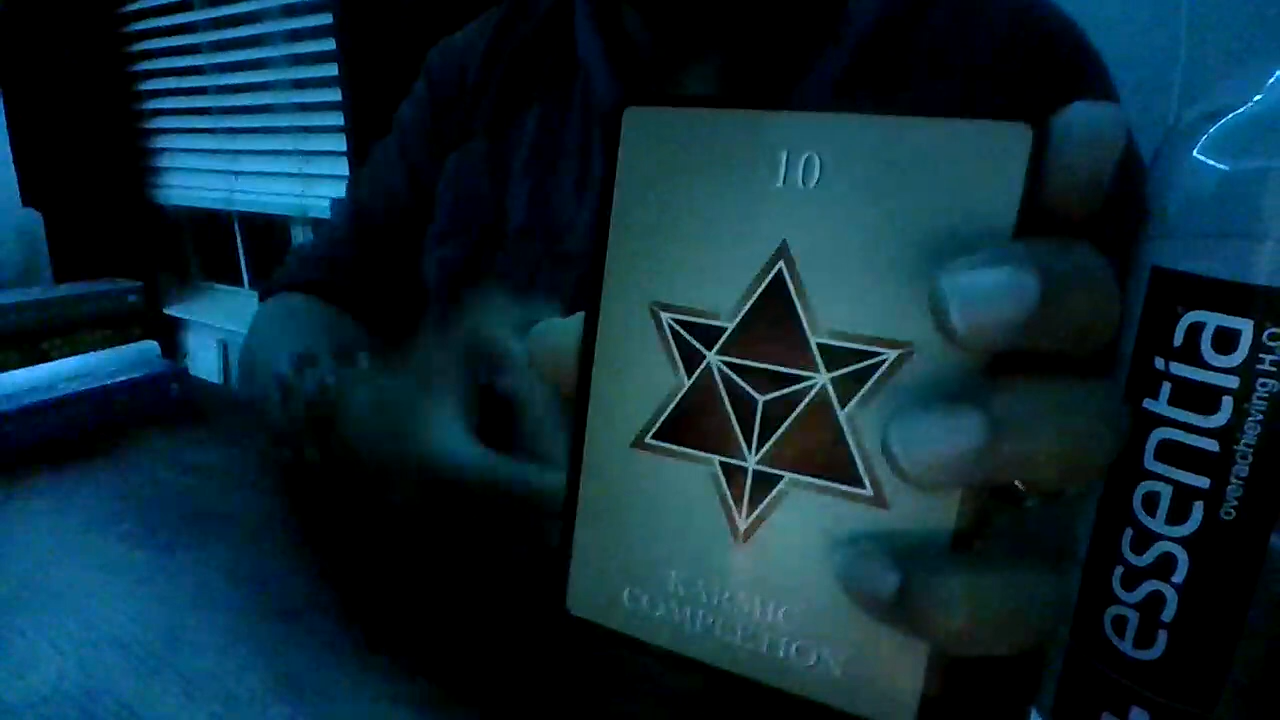 10
KARMIC
COMPLETION
essentia
overachieving H₂O